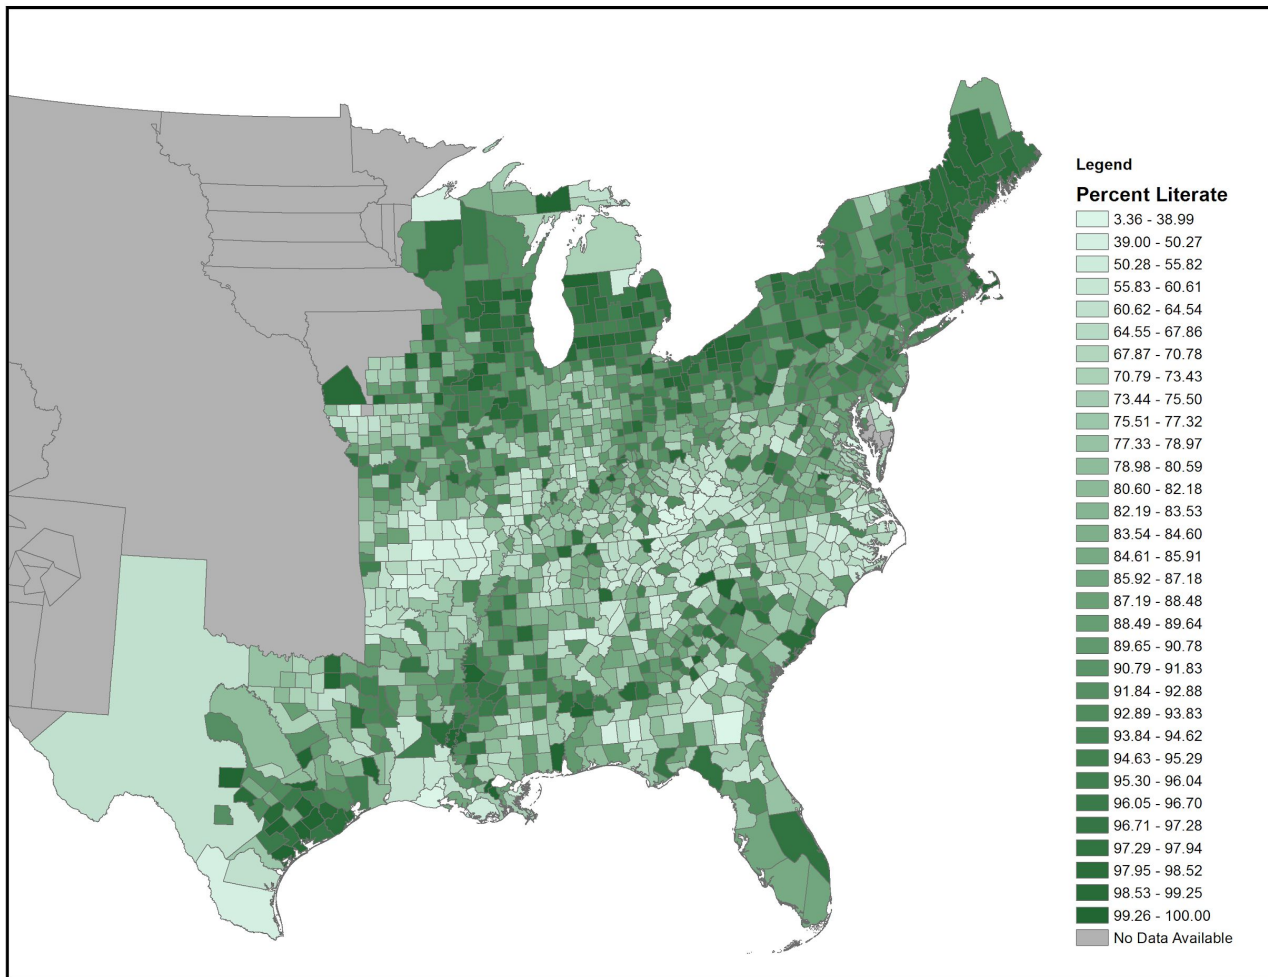 Legend
Percent Literate
3.36 - 38.99
39.00 - 50.27
50.28 - 55.82
55.83 - 60.61
60.62 - 64.54
64.55 - 67.86
67.87 - 70.78
70.79 - 73.43
73.44 - 75.50
75.51 - 77.32
77.33 - 78.97
78.98 - 80.59
80.60 - 82.18
82.19 - 83.53
83.54 - 84.60
84.61 - 85.91
85.92 - 87.18
87.19 - 88.48
88.49 - 89.64
89.65 - 90.78
90.79 - 91.83
91.84 - 92.88
92.89 - 93.83
93.84 - 94.62
94.63 - 95.29
95.30 - 96.04
96.05 - 96.70
96.71 - 97.28
97.29 - 97.94
97.95 - 98.52
98.53 - 99.25
99.26 - 100.00
No Data Available